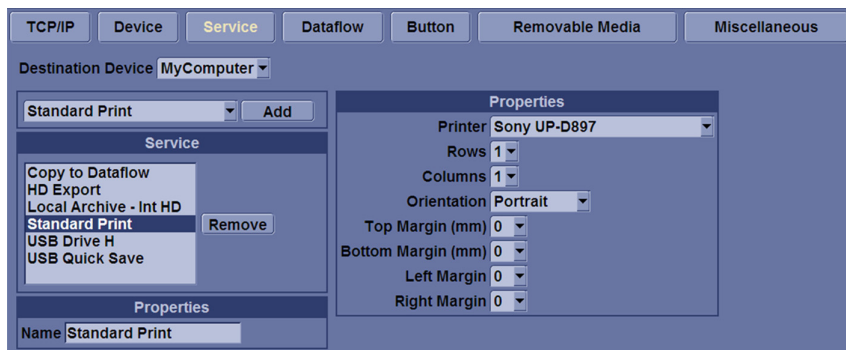 TCP/IP Device Service Dataflow Button Removable Media Miscellaneous
Destination Device MyComputer
Standard Print Add
Service
Copy to Dataflow
HD Export
Local Archive - Int HD
Standard Print Remove
USB Drive H
USB Quick Save
Properties
Name Standard Print
Properties
Printer Sony UP-D897
Rows 1
Columns 1
Orientation Portrait
Top Margin (mm) 0
Bottom Margin (mm) 0
Left Margin 0
Right Margin 0